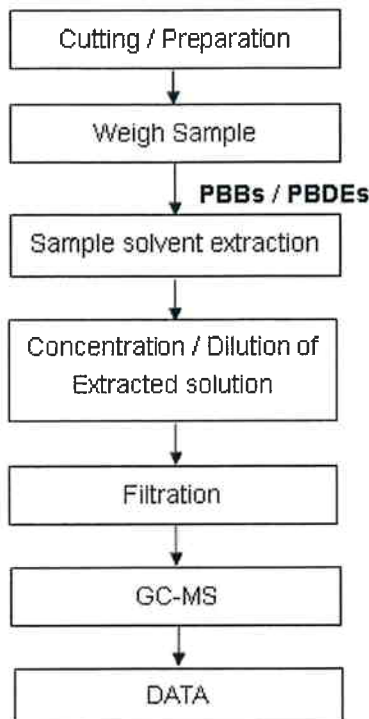 Cutting / Preparation
Weigh Sample
PBBs / PBDEs
Sample solvent extraction
Concentration / Dilution of
Extracted solution
Filtration
GC-MS
DATA